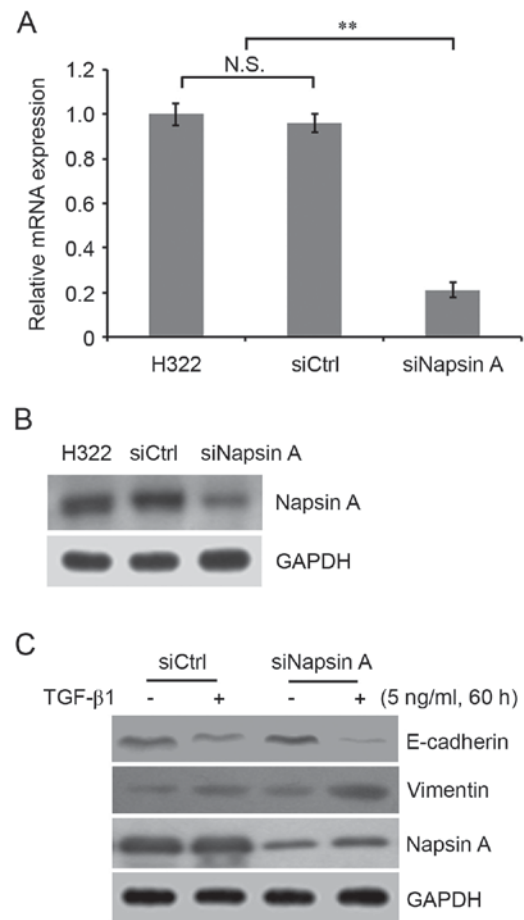 A
**
N.S.
Relative mRNA expression
1.2
1.0
0.8
0.6
0.4
0.2
0
H322 siCtrl siNapsin A
B
H322 siCtrl siNapsin A
Napsin A
GAPDH
C
siCtrl siNapsin A
TGF-β1 - + - + (5 ng/ml, 60 h)
E-cadherin
Vimentin
Napsin A
GAPDH